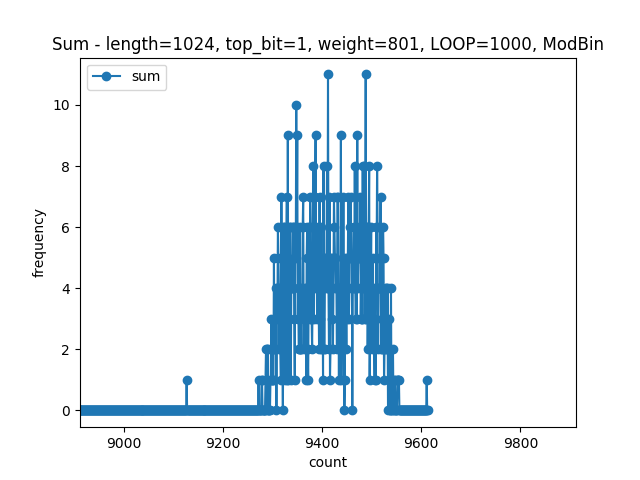 Sum - length=1024, top_bit=1, weight=801, LOOP=1000, ModBin
sum
10
8
6
4
2
0
frequency
9000 9200 9400 9600 9800
count